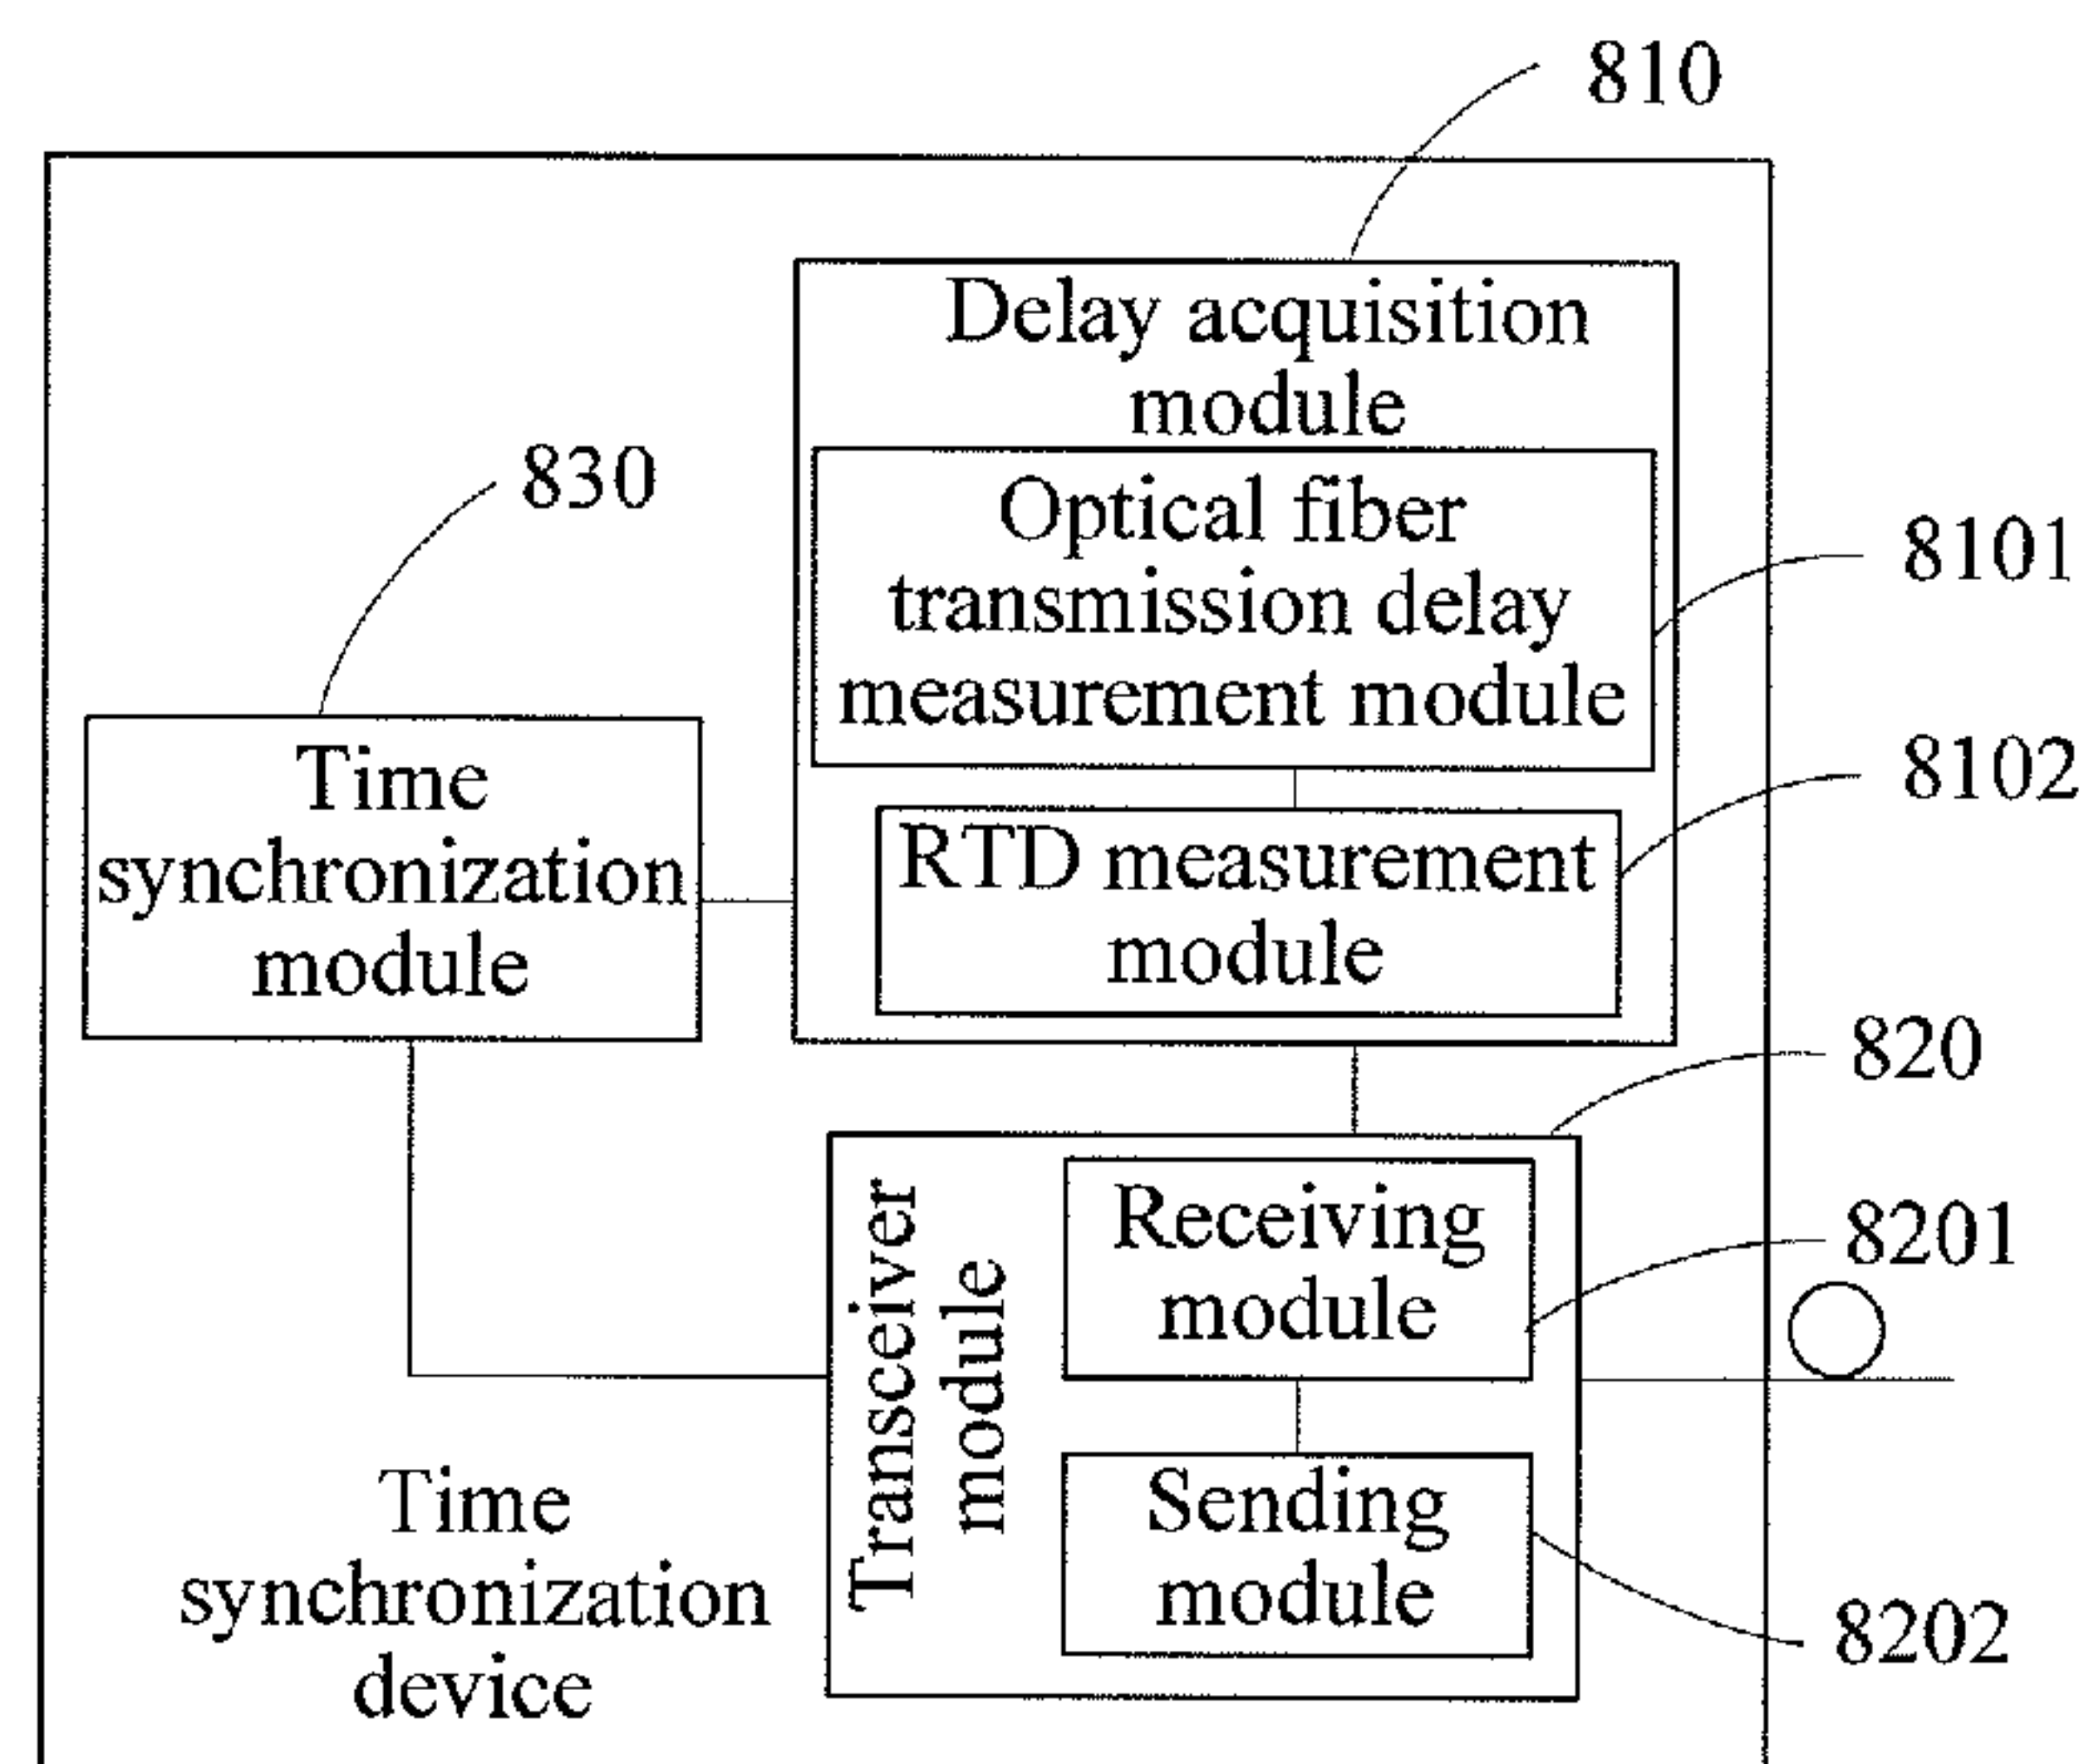 810
Delay acquisition
module
830
Optical fiber
transmission delay
measurement module
8101
8102
Time
synchronization
module
RTD measurement
module
820
Transceiver
module
Receiving
module
8201
Sending
module
8202
Time
synchronization
device